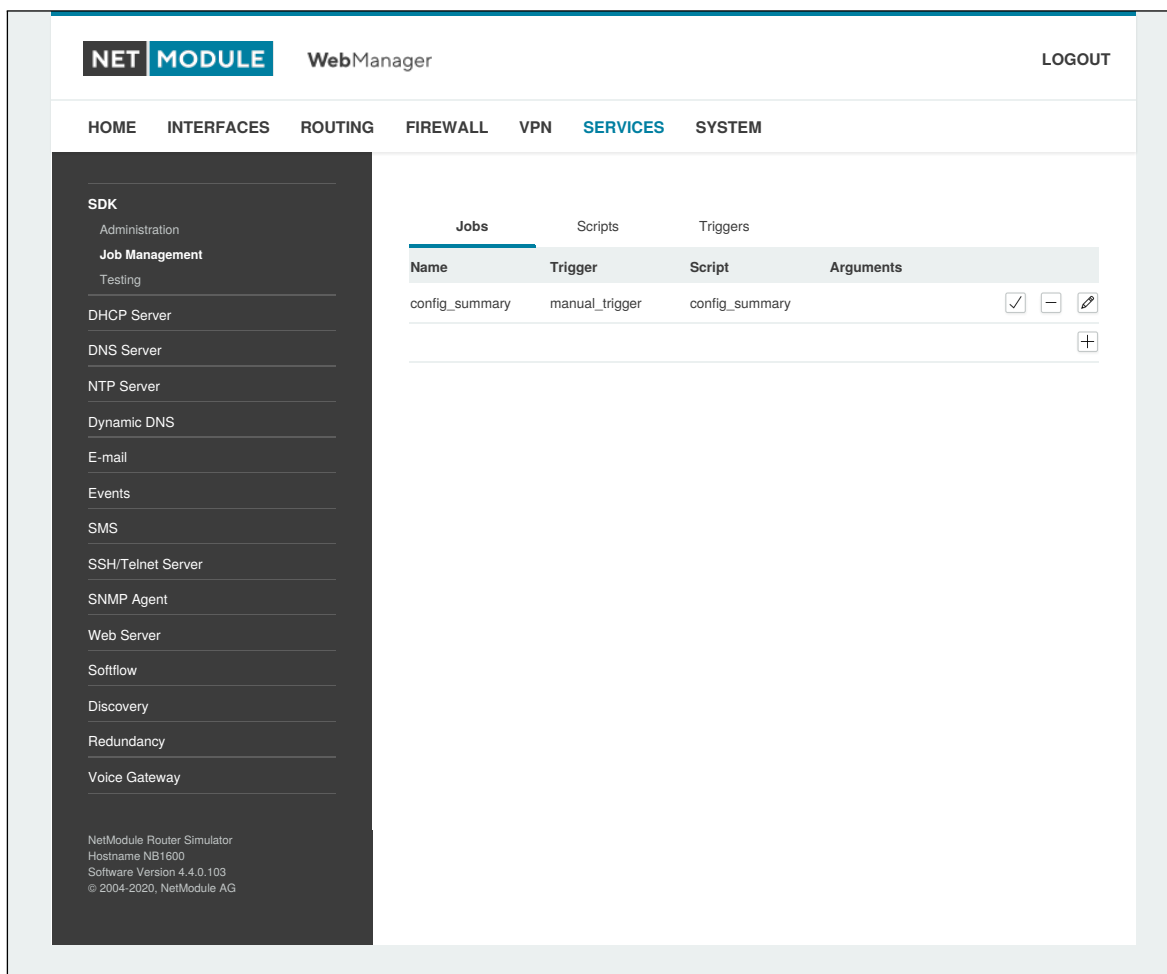 NET MODULE WebManager LOGOUT
HOME INTERFACES ROUTING FIREWALL VPN SERVICES SYSTEM
SDK
Administration
Job Management
Testing
DHCP Server
DNS Server
NTP Server
Dynamic DNS
E-mail
Events
SMS
SSH/Telnet Server
SNMP Agent
Web Server
Softflow
Discovery
Redundancy
Voice Gateway
NetModule Router Simulator
Hostname NB1600
Software Version 4.4.0.103
© 2004-2020, NetModule AG
Jobs Scripts Triggers
Name Trigger Script Arguments
config_summary manual_trigger config_summary